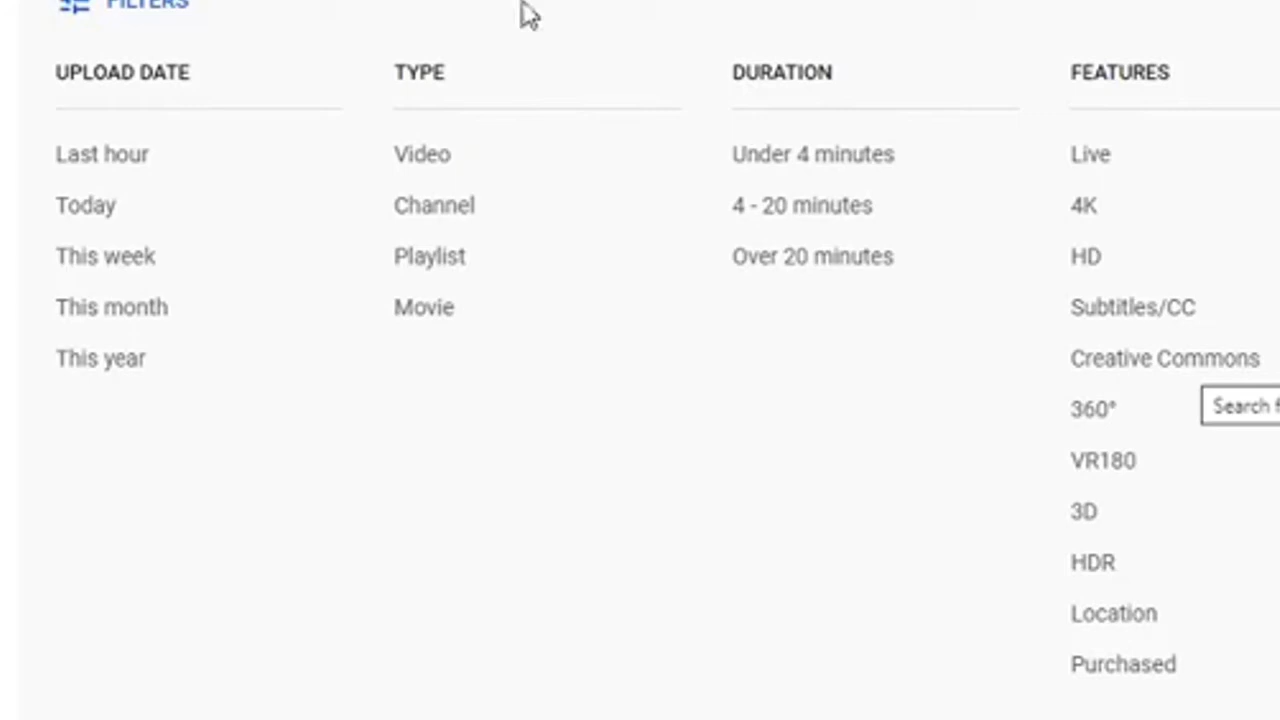 FILTERS
UPLOAD DATE
Last hour
Today
This week
This month
This year
TYPE
Video
Channel
Playlist
Movie
DURATION
Under 4 minutes
4 - 20 minutes
Over 20 minutes
FEATURES
Live
4K
HD
Subtitles/CC
Creative Commons
360°
VR180
3D
HDR
Location
Purchased
Search f